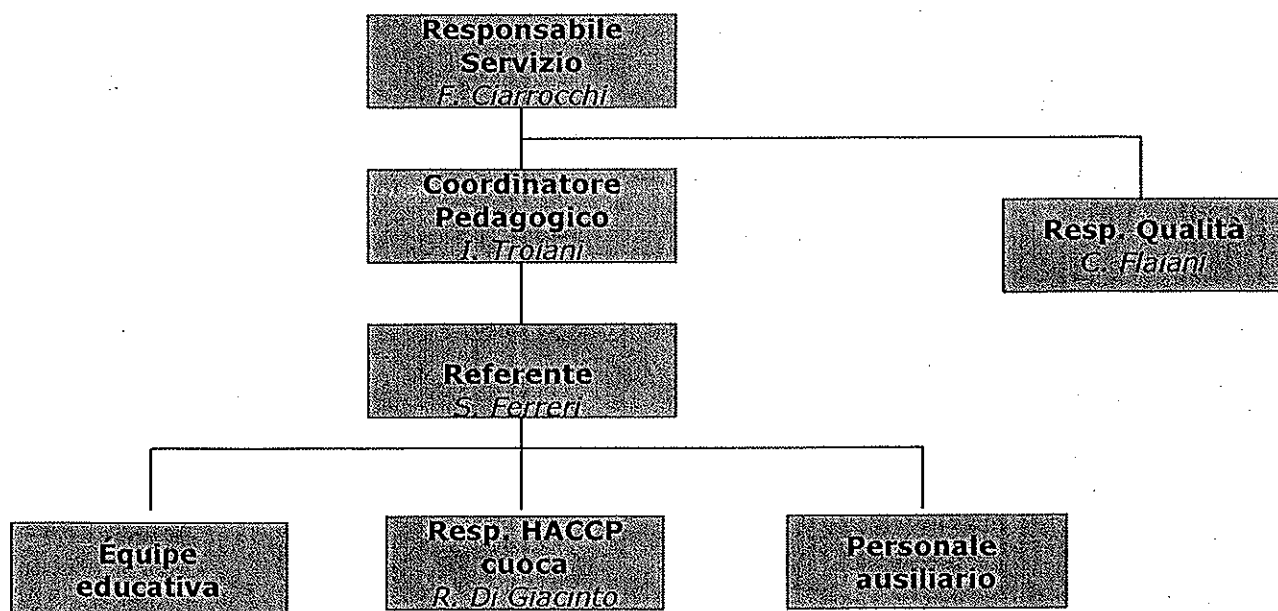 Responsabile
Servizio
F. Ciarrocchi
Coordinatore
Pedagogico
I. Troiani
Resp. Qualità
C. Flaiani
Referente
S. Ferreri
Équipe
educativa
Resp. HACCP
cuoca
R. Di Giacinto
Personale
ausiliario